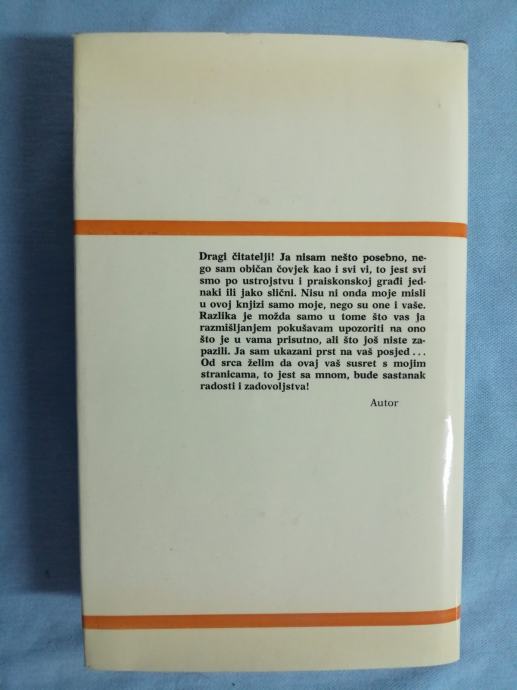 Dragi čitatelji! Ja nisam nešto posebno, ne-
go sam običan čovjek kao i svi vi, to jest svi
smo po ustrojstvu i praiskonskoj građi jed-
naki ili jako slični. Nisu ni onda moje misli
u ovoj knjizi samo moje, nego su one i vaše.
Razlika je možda samo u tome što vas ja
razmišljanjem pokušavam upozoriti na ono
što je u vama prisutno, ali što još niste za-
pazili. Ja sam ukazani prst na vaš posjed ...
Od srca želim da ovaj vaš susret s mojim
stranicama, to jest sa mnom, bude sastanak
radosti i zadovoljstva!
Autor